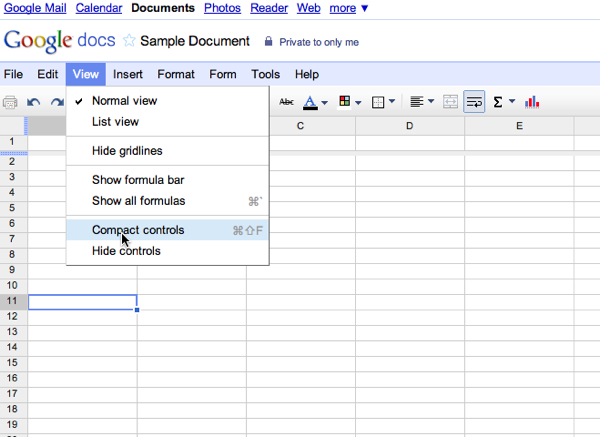 Google Mail Calendar Documents Photos Reader Web more ▼
Google docs ☆ Sample Document Private to only me
File Edit View Insert Format Form Tools Help
✓ Normal view
List view
Hide gridlines
Show formula bar
Show all formulas ⌘`
Compact controls ⌘⇧F
Hide controls
Abc A Σ
C D E
1
2
3
4
5
6
7
8
9
10
11
12
13
14
15
16
17
18
19
20